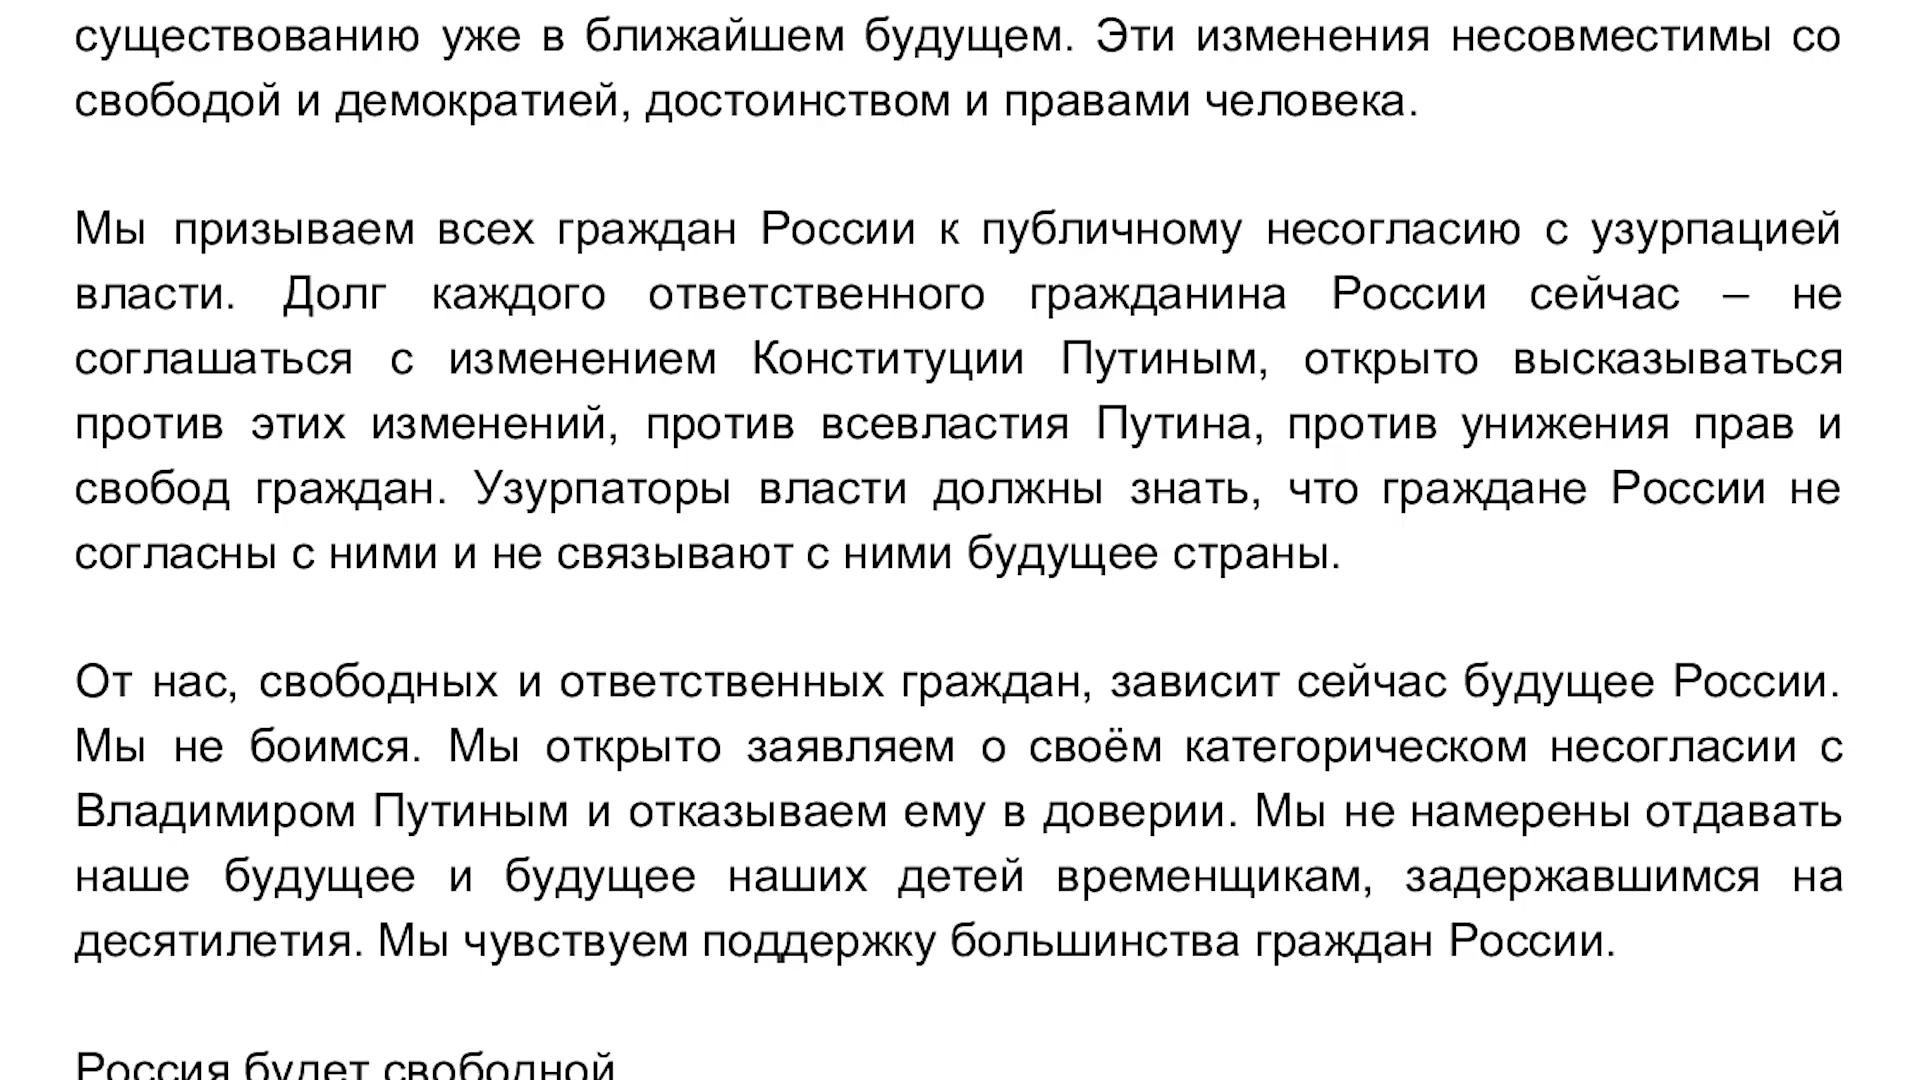 существованию уже в ближайшем будущем. Эти изменения несовместимы со
свободой и демократией, достоинством и правами человека.
Мы призываем всех граждан России к публичному несогласию с узурпацией
власти. Долг каждого ответственного гражданина России сейчас – не
соглашаться с изменением Конституции Путиным, открыто высказываться
против этих изменений, против всевластия Путина, против унижения прав и
свобод граждан. Узурпаторы власти должны знать, что граждане России не
согласны с ними и не связывают с ними будущее страны.
От нас, свободных и ответственных граждан, зависит сейчас будущее России.
Мы не боимся. Мы открыто заявляем о своём категорическом несогласии с
Владимиром Путиным и отказываем ему в доверии. Мы не намерены отдавать
наше будущее и будущее наших детей временщикам, задержавшимся на
десятилетия. Мы чувствуем поддержку большинства граждан России.
Россия будет свободной